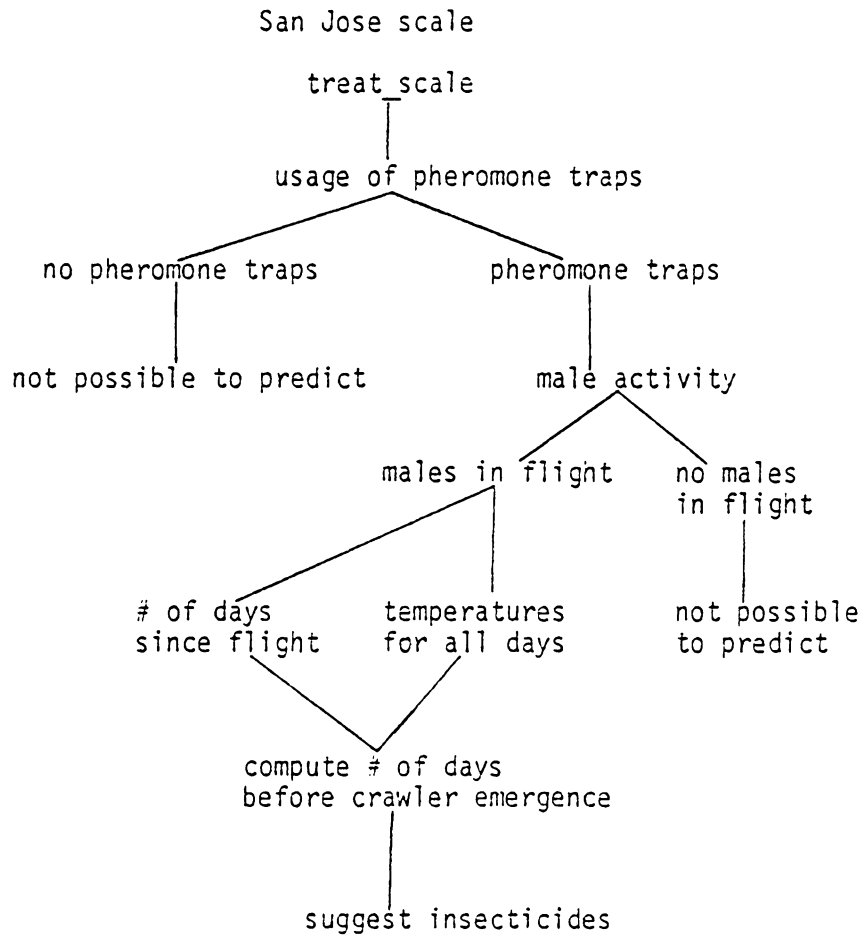 San Jose scale
treat_scale
usage of pheromone traps
no pheromone traps
pheromone traps
not possible to predict
male activity
males in flight
no males
in flight
# of days
since flight
temperatures
for all days
not possible
to predict
compute # of days
before crawler emergence
suggest insecticides